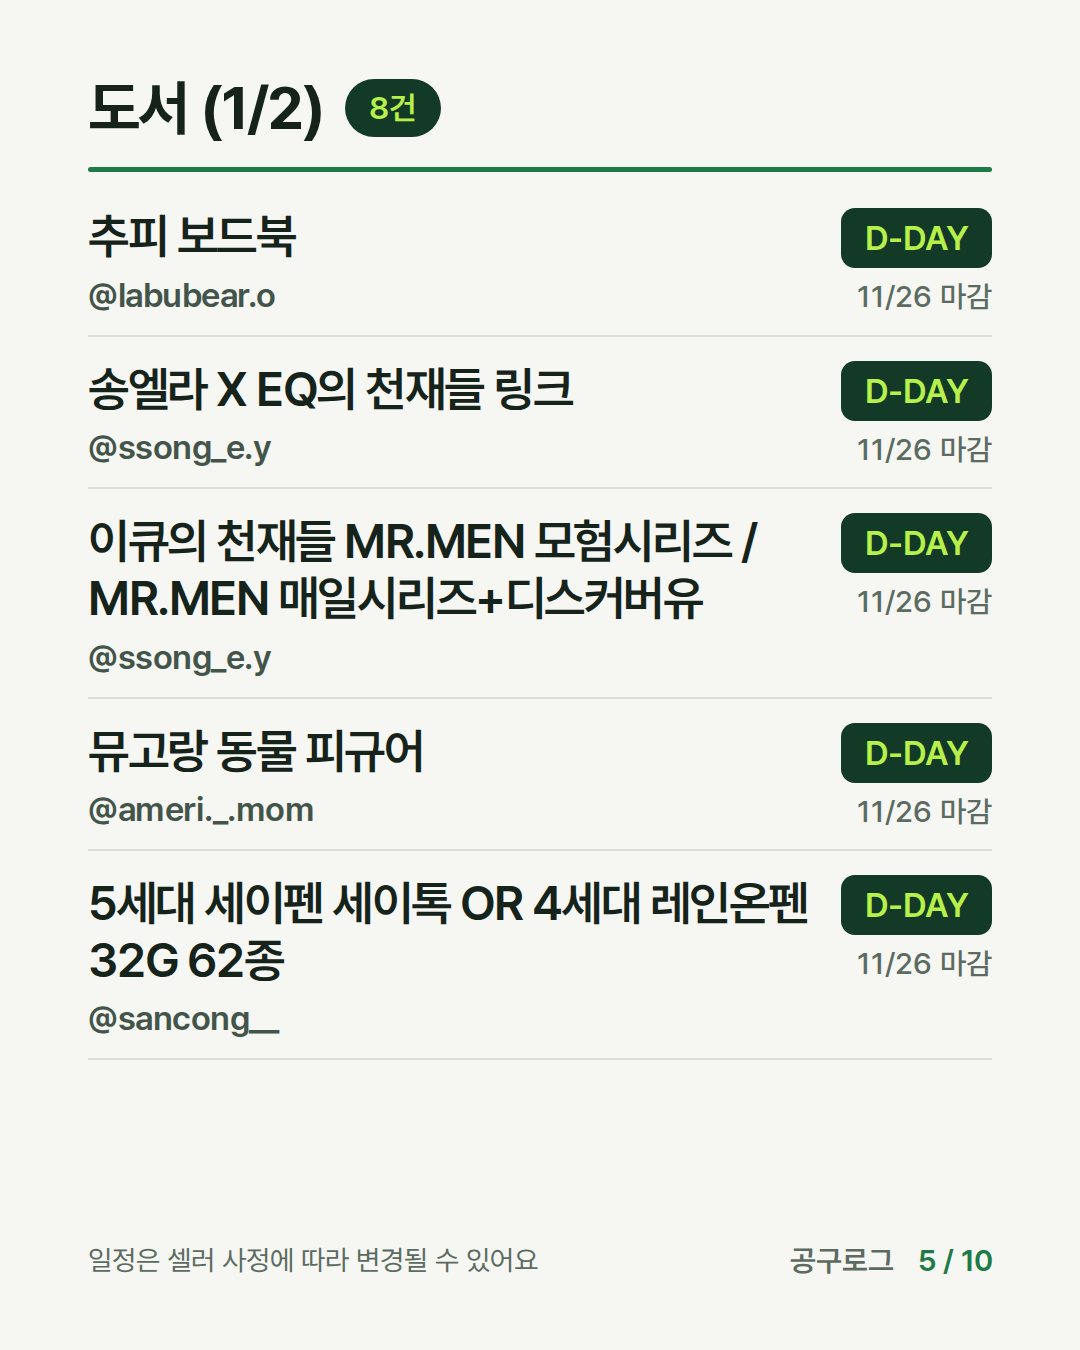 도서 (1/2) 8건
추피 보드북 D-DAY
@labubear.o 11/26 마감
송엘라 X EQ의 천재들 링크 D-DAY
@ssong_e.y 11/26 마감
이큐의 천재들 MR.MEN 모험시리즈 / D-DAY
MR.MEN 매일시리즈+디스커버유 11/26 마감
@ssong_e.y
뮤고랑 동물 피규어 D-DAY
@ameri._.mom 11/26 마감
5세대 세이펜 세이톡 OR 4세대 레인온펜 D-DAY
32G 62종 11/26 마감
@sancong__
일정은 셀러 사정에 따라 변경될 수 있어요 공구로그 5 / 10